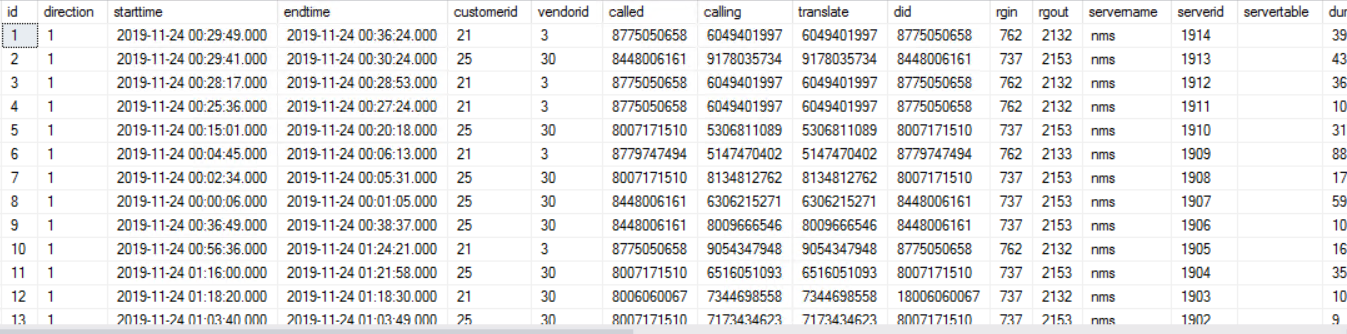 id direction starttime endtime customerid vendorid called calling translate did rgin rgout servername serverid servertable dur
1 1 2019-11-24 00:29:49.000 2019-11-24 00:36:24.000 21 3 8775050658 6049401997 6049401997 8775050658 762 2132 nms 1914 39
2 1 2019-11-24 00:29:41.000 2019-11-24 00:30:24.000 25 30 8448006161 9178035734 9178035734 8448006161 737 2153 nms 1913 43
3 1 2019-11-24 00:28:17.000 2019-11-24 00:28:53.000 21 3 8775050658 6049401997 6049401997 8775050658 762 2132 nms 1912 36
4 1 2019-11-24 00:25:36.000 2019-11-24 00:27:24.000 21 3 8775050658 6049401997 6049401997 8775050658 762 2132 nms 1911 10
5 1 2019-11-24 00:15:01.000 2019-11-24 00:20:18.000 25 30 8007171510 5306811089 5306811089 8007171510 737 2153 nms 1910 31
6 1 2019-11-24 00:04:45.000 2019-11-24 00:06:13.000 21 3 8779747494 5147470402 5147470402 8779747494 762 2133 nms 1909 88
7 1 2019-11-24 00:02:34.000 2019-11-24 00:05:31.000 25 30 8007171510 8134812762 8134812762 8007171510 737 2153 nms 1908 17
8 1 2019-11-24 00:00:06.000 2019-11-24 00:01:05.000 25 30 8448006161 6306215271 6306215271 8448006161 737 2153 nms 1907 59
9 1 2019-11-24 00:36:49.000 2019-11-24 00:38:37.000 25 30 8448006161 8009666546 8009666546 8448006161 737 2153 nms 1906 10
10 1 2019-11-24 00:56:36.000 2019-11-24 01:24:21.000 21 3 8775050658 9054347948 9054347948 8775050658 762 2132 nms 1905 16
11 1 2019-11-24 01:16:00.000 2019-11-24 01:21:58.000 25 30 8007171510 6516051093 6516051093 8007171510 737 2153 nms 1904 35
12 1 2019-11-24 01:18:20.000 2019-11-24 01:18:30.000 21 30 8006060067 7344698558 7344698558 18006060067 737 2132 nms 1903 10
13 1 2019-11-24 01:03:40.000 2019-11-24 01:03:49.000 25 30 8007171510 7173434623 7173434623 8007171510 737 2153 nms 1902 9